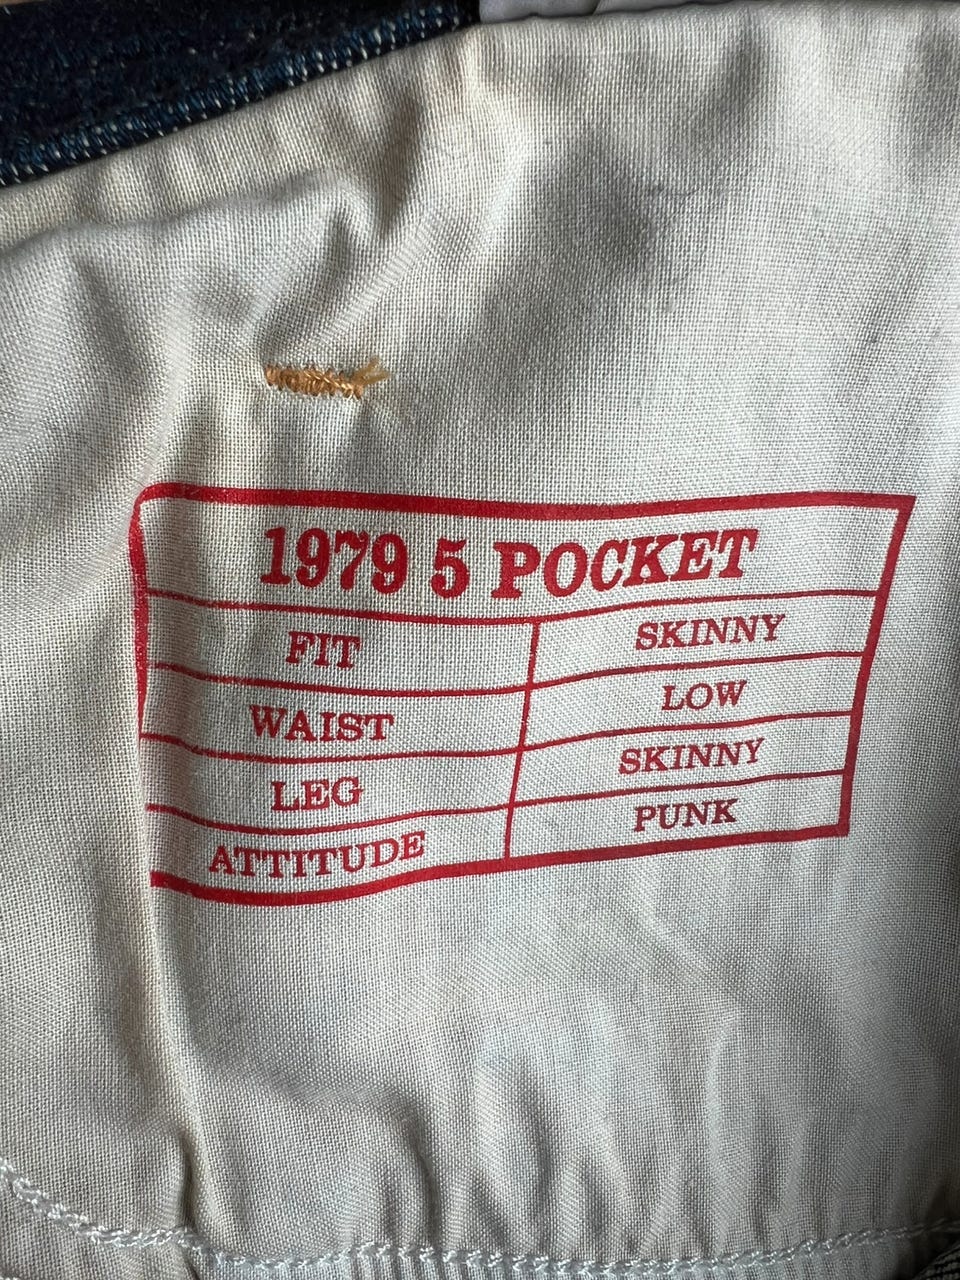 1979 5 POCKET
FIT SKINNY
WAIST LOW
LEG SKINNY
ATTITUDE PUNK